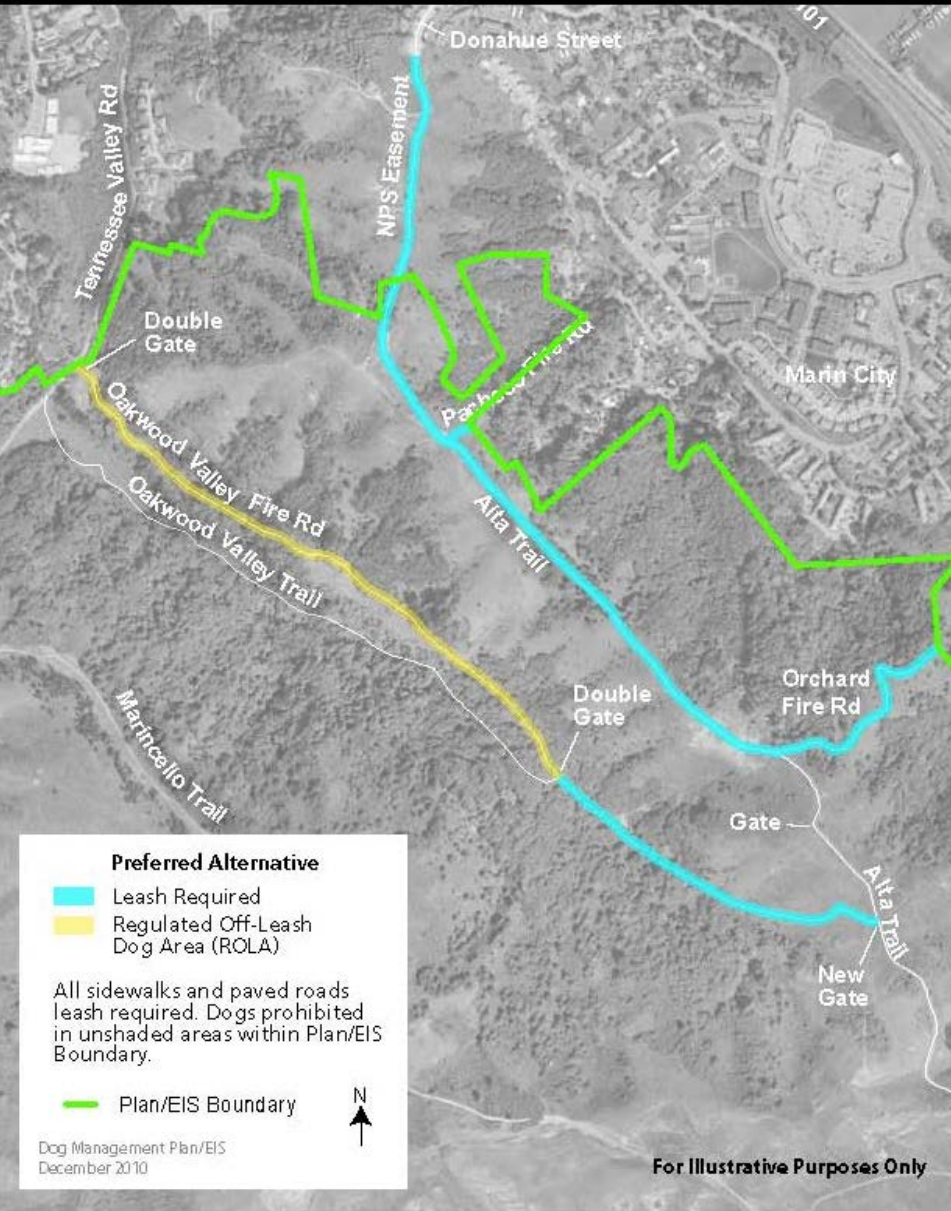 101
Donahue Street
Tennessee Valley Rd
NPS Easement
Double
Gate
Pacheco Fire Rd
Marin City
Oakwood Valley Fire Rd
Oakwood Valley Trail
Alta Trail
Orchard
Fire Rd
Double
Gate
Marincello Trail
Gate
Alta Trail
New
Gate
Preferred Alternative
Leash Required
Regulated Off-Leash
Dog Area (ROLA)
All sidewalks and paved roads
leash required. Dogs prohibited
in unshaded areas within Plan/EIS
Boundary.
Plan/EIS Boundary
N
Dog Management Plan/EIS
December 2010
For Illustrative Purposes Only